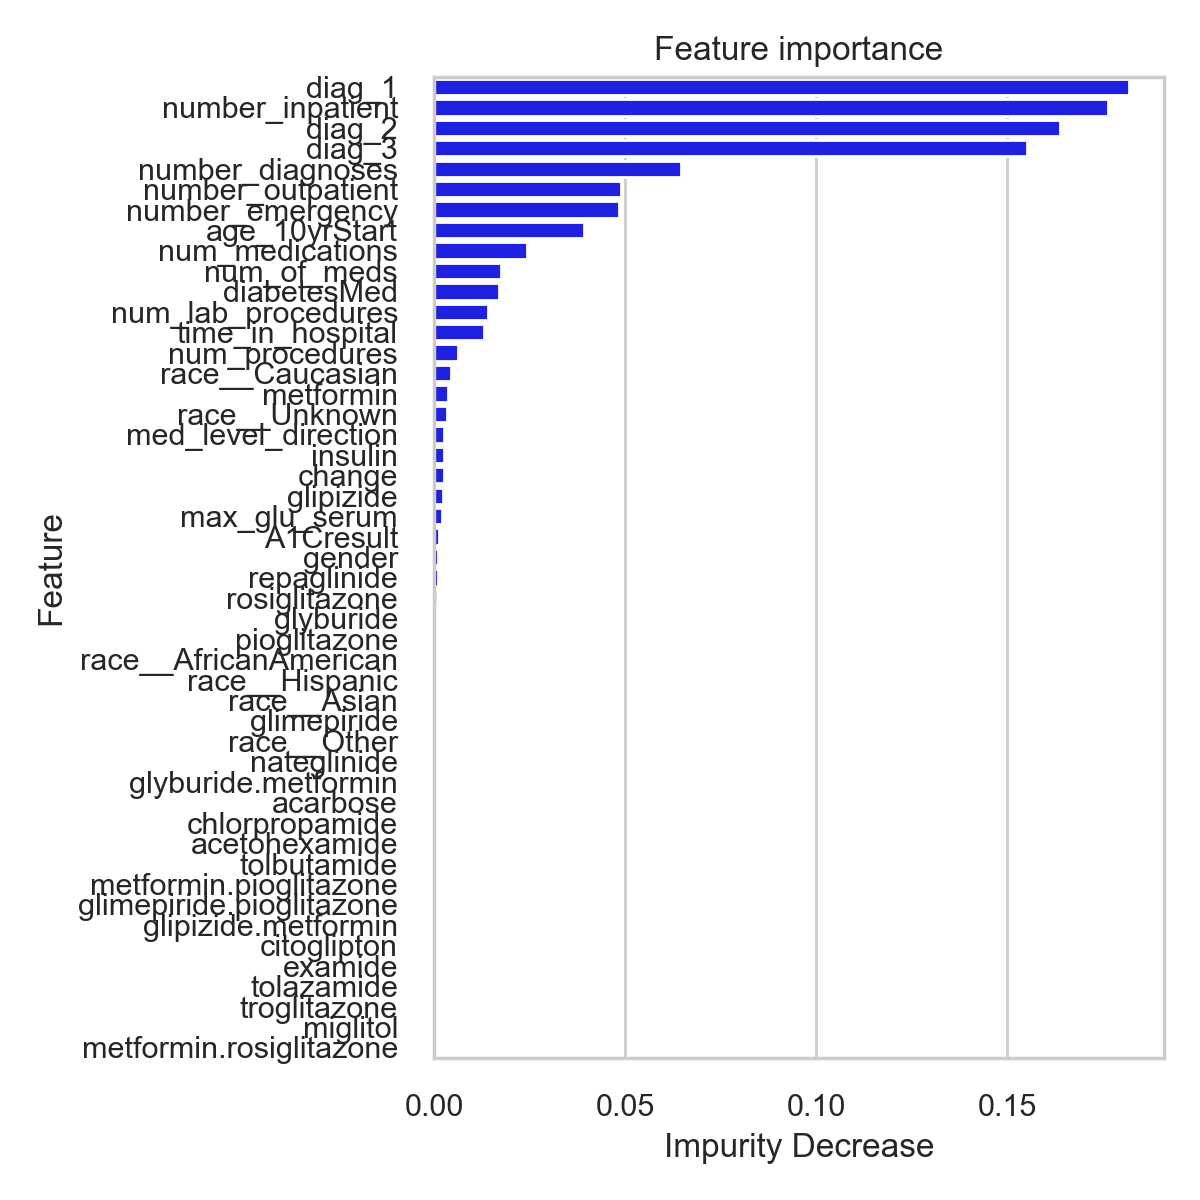 Feature importance
diag_1
number_inpatient
diag_2
diag_3
number_diagnoses
number_outpatient
number_emergency
age_10yrStart
num_medications
num_of_meds
diabetesMed
num_lab_procedures
time_in_hospital
num_procedures
race__Caucasian
metformin
race__Unknown
med_level_direction
insulin
change
glipizide
max_glu_serum
A1Cresult
gender
repaglinide
rosiglitazone
glyburide
pioglitazone
race__AfricanAmerican
race__Hispanic
race__Asian
glimepiride
race__Other
nateglinide
glyburide.metformin
acarbose
chlorpropamide
acetohexamide
tolbutamide
metformin.pioglitazone
glimepiride.pioglitazone
glipizide.metformin
citoglipton
examide
tolazamide
troglitazone
miglitol
metformin.rosiglitazone
Feature
0.00 0.05 0.10 0.15
Impurity Decrease